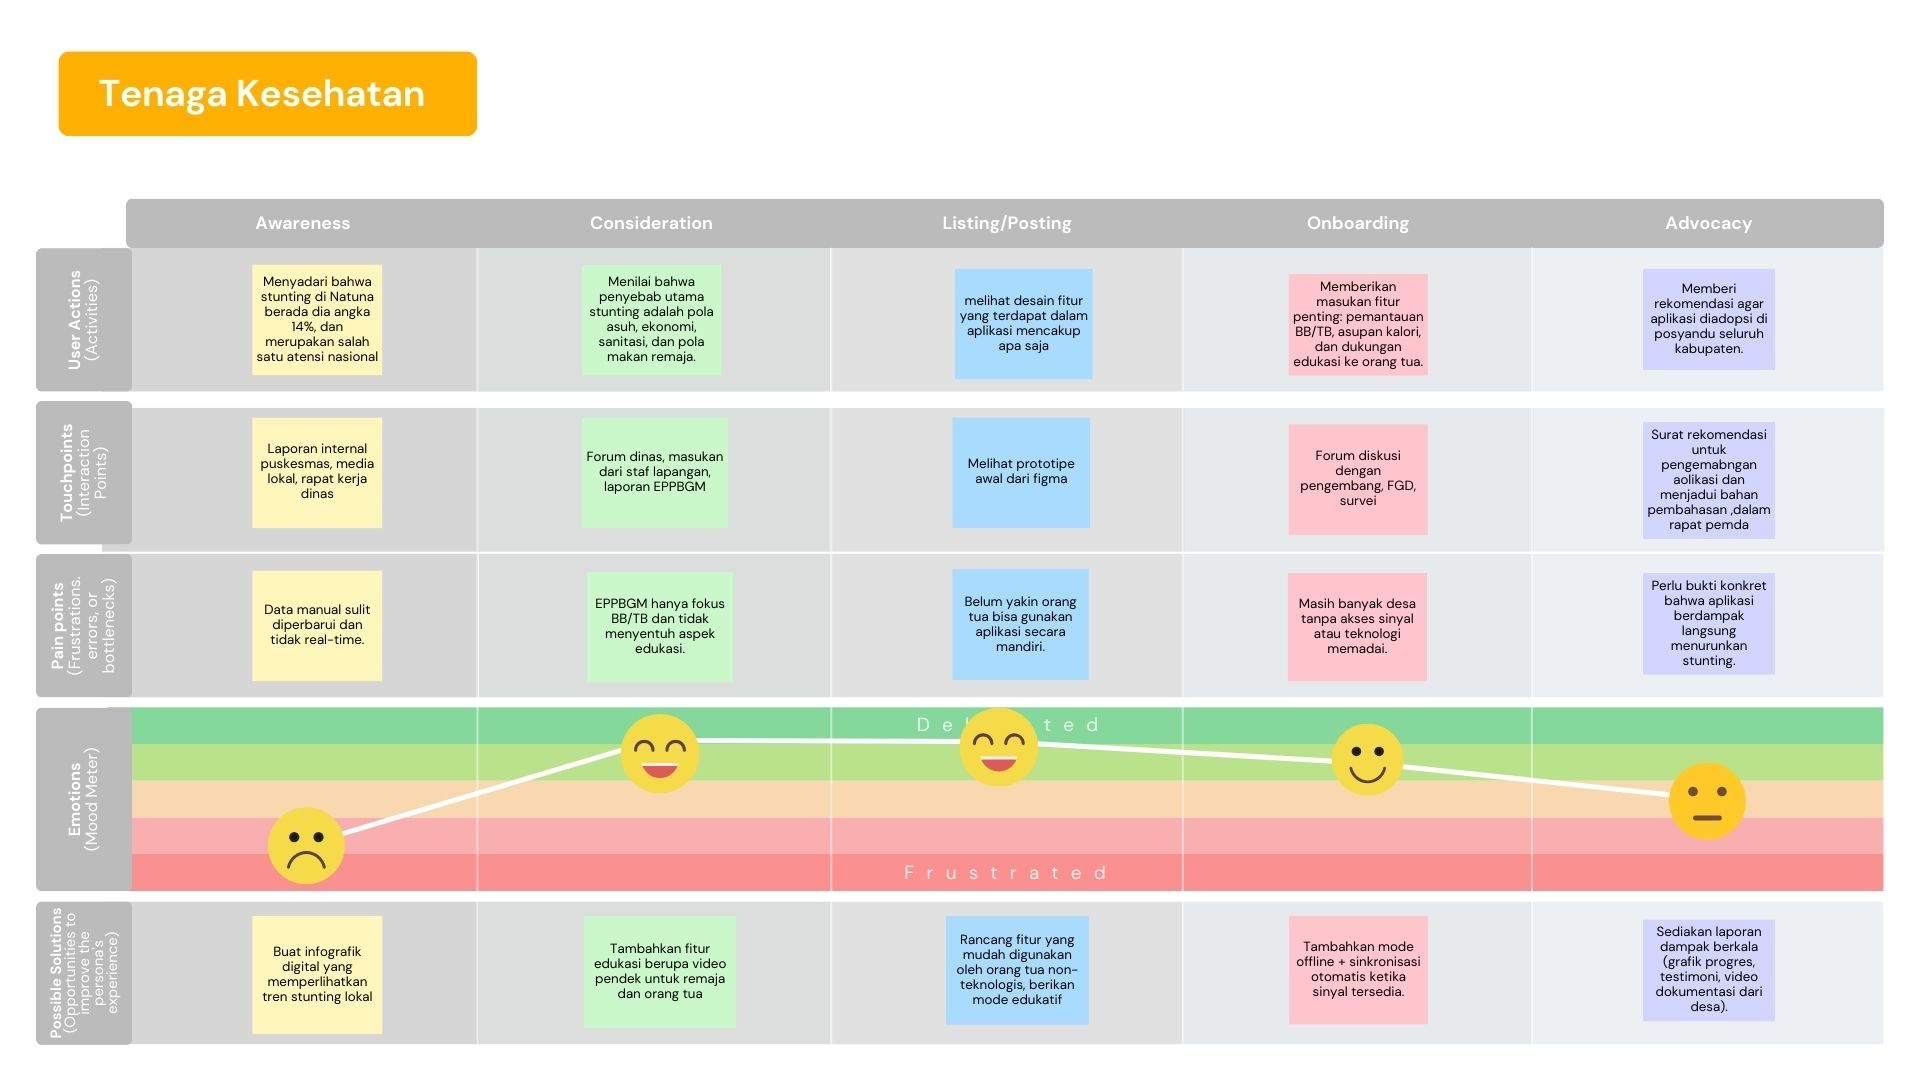 Tenaga Kesehatan
Awareness
Consideration
Listing/Posting
Onboarding
Advocacy
User Actions
(Activities)
Menyadari bahwa
stunting di Natuna
berada dia angka
14%, dan
merupakan salah
satu atensi nasional
Menilai bahwa
penyebab utama
stunting adalah pola
asuh, ekonomi,
sanitasi, dan pola
makan remaja.
melihat desain fitur
yang terdapat dalam
aplikasi mencakup
apa saja
Memberikan
masukan fitur
penting: pemantauan
BB/TB, asupan kalori,
dan dukungan
edukasi ke orang tua.
Memberi
rekomendasi agar
aplikasi diadopsi di
posyandu seluruh
kabupaten.
Touchpoints
(Interaction
Points)
Laporan internal
puskesmas, media
lokal, rapat kerja
dinas
Forum dinas, masukan
dari staf lapangan,
laporan EPPBGM
Melihat prototipe
awal dari figma
Forum diskusi
dengan
pengembang, FGD,
survei
Surat rekomendasi
untuk
pengemabngan
aolikasi dan
menjadui bahan
pembahasan ,dalam
rapat pemda
Pain points
(Frustrations.
errors, or
bottlenecks)
Data manual sulit
diperbarui dan
tidak real-time.
EPPBGM hanya fokus
BB/TB dan tidak
menyentuh aspek
edukasi.
Belum yakin orang
tua bisa gunakan
aplikasi secara
mandiri.
Masih banyak desa
tanpa akses sinyal
atau teknologi
memadai.
Perlu bukti konkret
bahwa aplikasi
berdampak
langsung
menurunkan
stunting.
Emotions
(Mood Meter)
Frustrated
Possible Solutions
(Opportunities to
improve the
persona's
experience)
Buat infografik
digital yang
memperlihatkan
tren stunting lokal
Tambahkan fitur
edukasi berupa video
pendek untuk remaja
dan orang tua
Rancang fitur yang
mudah digunakan
oleh orang tua non-
teknologis, berikan
mode edukatif
Tambahkan mode
offline + sinkronisasi
otomatis ketika
sinyal tersedia.
Sediakan laporan
dampak berkala
(grafik progres,
testimoni, video
dokumentasi dari
desa).